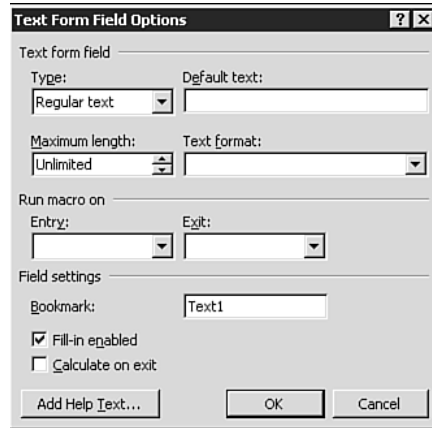 Text Form Field Options
Text form field
Type: Default text:
Regular text
Maximum length: Text format:
Unlimited
Run macro on
Entry: Exit:
Field settings
Bookmark: Text1
Fill-in enabled
Calculate on exit
Add Help Text... OK Cancel